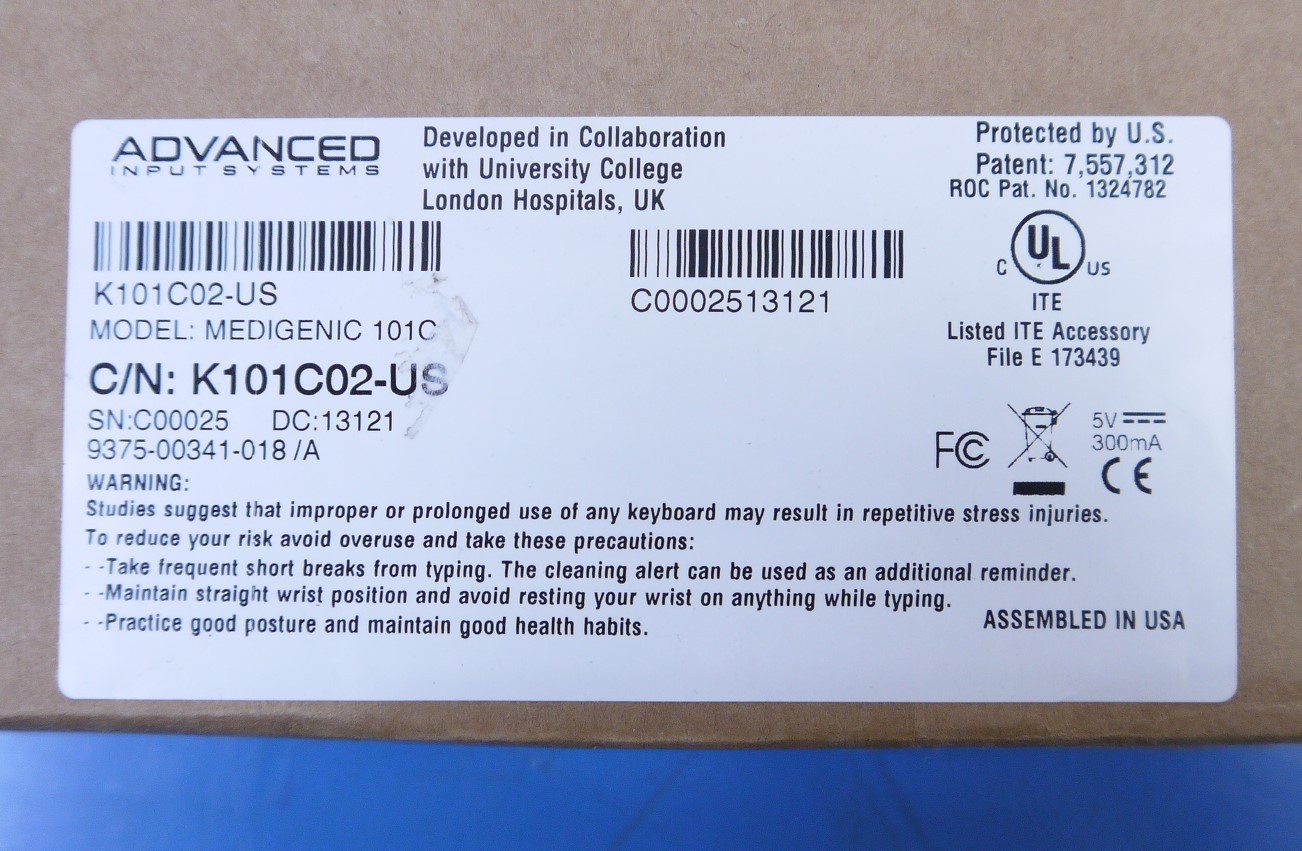 ADVANCED
INPUT SYSTEMS
Developed in Collaboration
with University College
London Hospitals, UK
Protected by U.S.
Patent: 7,557,312
ROC Pat. No. 1324782
K101C02-US
MODEL: MEDIGENIC 101C
C0002513121
C UL US
ITE
Listed ITE Accessory
File E 173439
C/N: K101C02-US
SN:C00025 DC:13121
9375-00341-018 /A
FC
5V
300mA
CE
WARNING:
Studies suggest that improper or prolonged use of any keyboard may result in repetitive stress injuries.
To reduce your risk avoid overuse and take these precautions:
- -Take frequent short breaks from typing. The cleaning alert can be used as an additional reminder.
- -Maintain straight wrist position and avoid resting your wrist on anything while typing.
- -Practice good posture and maintain good health habits.
ASSEMBLED IN USA